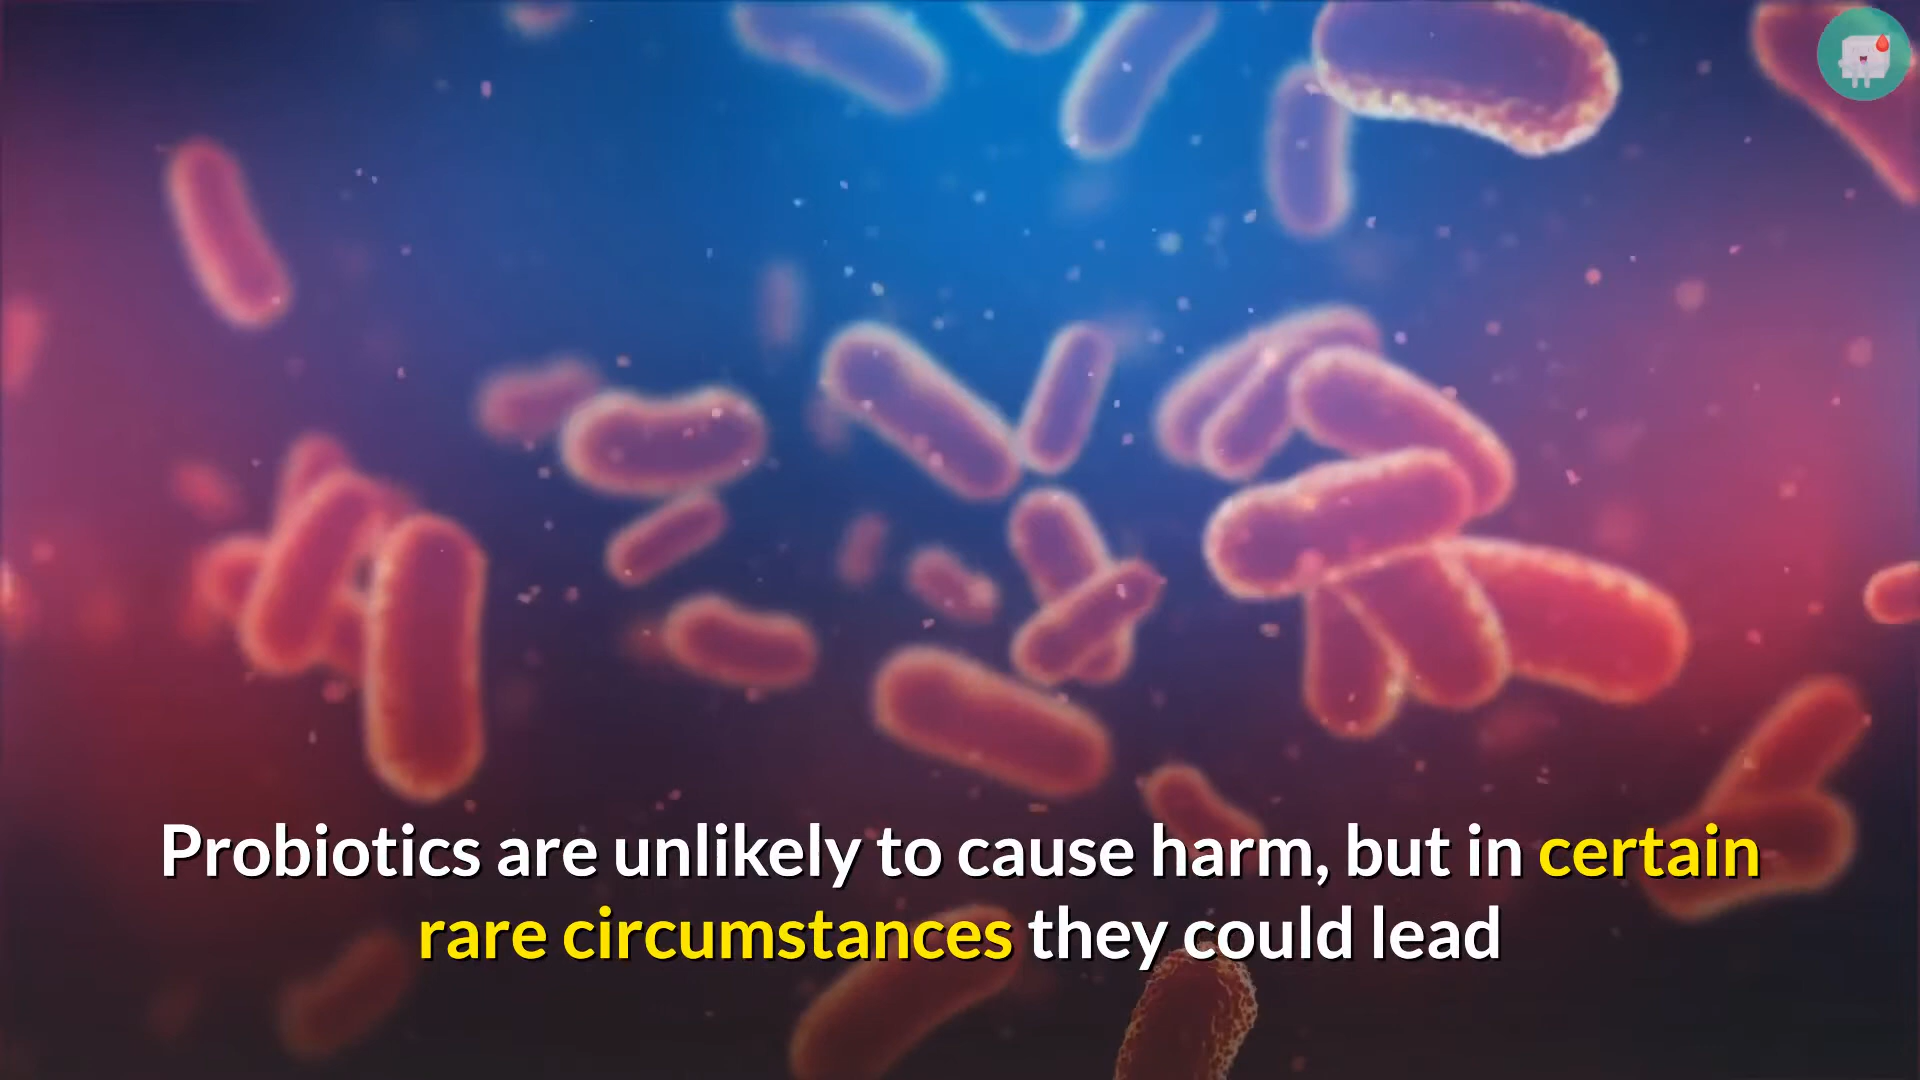 Probiotics are unlikely to cause harm, but in certain
rare circumstances they could lead